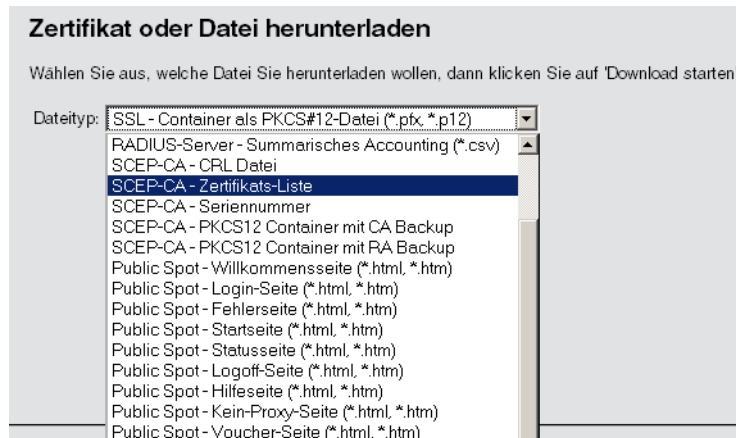 Zertifikat oder Datei herunterladen
Wählen Sie aus, welche Datei Sie herunterladen wollen, dann klicken Sie auf 'Download starten'
Dateityp: SSL - Container als PKCS#12-Datei (*.pfx, *.p12)
RADIUS-Server - Summarisches Accounting (*.csv)
SCEP-CA - CRL Datei
SCEP-CA - Zertifikats-Liste
SCEP-CA - Seriennummer
SCEP-CA - PKCS12 Container mit CA Backup
SCEP-CA - PKCS12 Container mit RA Backup
Public Spot - Willkommensseite (*.html, *.htm)
Public Spot - Login-Seite (*.html, *.htm)
Public Spot - Fehlerseite (*.html, *.htm)
Public Spot - Startseite (*.html, *.htm)
Public Spot - Statusseite (*.html, *.htm)
Public Spot - Logoff-Seite (*.html, *.htm)
Public Spot - Hilfeseite (*.html, *.htm)
Public Spot - Kein-Proxy-Seite (*.html, *.htm)
Public Spot - Voucher-Seite (*.html, *.htm)